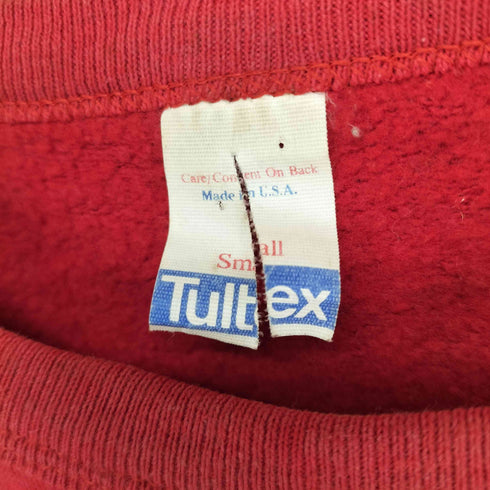 Care/Content On Back
Made in U.S.A.
Small
Tultex